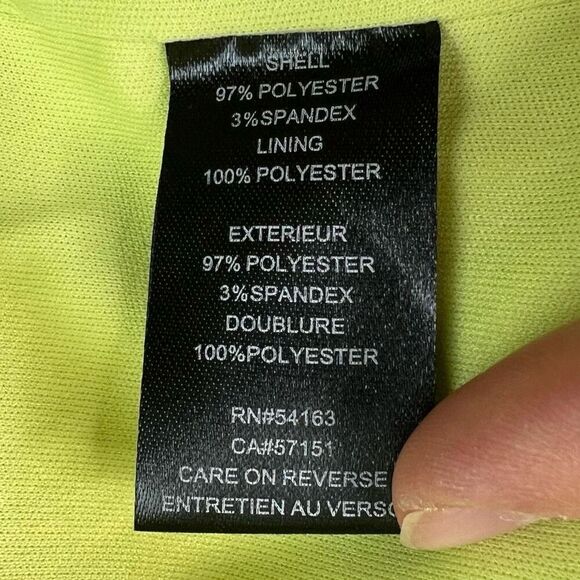 SHELL
97% POLYESTER
3%SPANDEX
LINING
100% POLYESTER
EXTERIEUR
97% POLYESTER
3%SPANDEX
DOUBLURE
100%POLYESTER
RN#54163
CA#57151
CARE ON REVERSE
ENTRETIEN AU VERSO